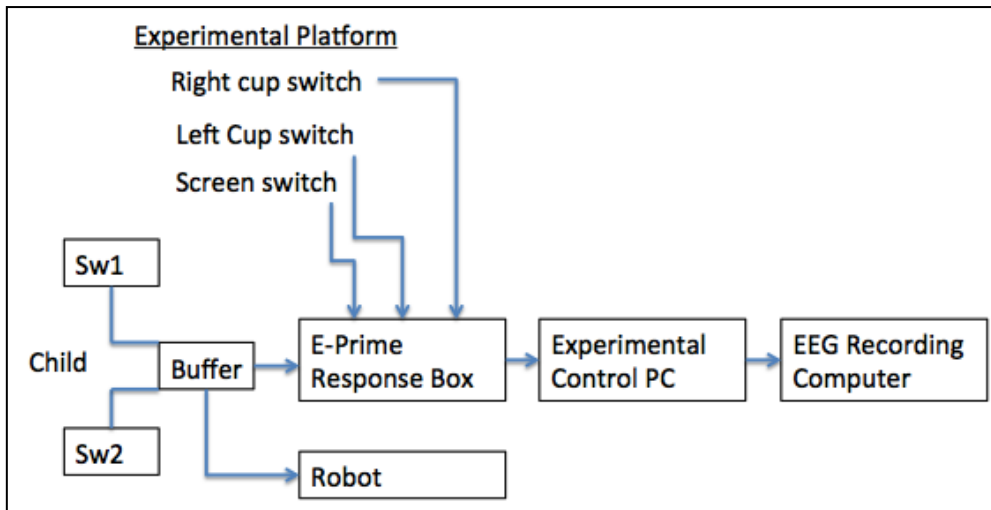 Experimental Platform
Right cup switch
Left Cup switch
Screen switch
Sw1
Child
Buffer
Sw2
E-Prime
Response Box
Experimental
Control PC
EEG Recording
Computer
Robot